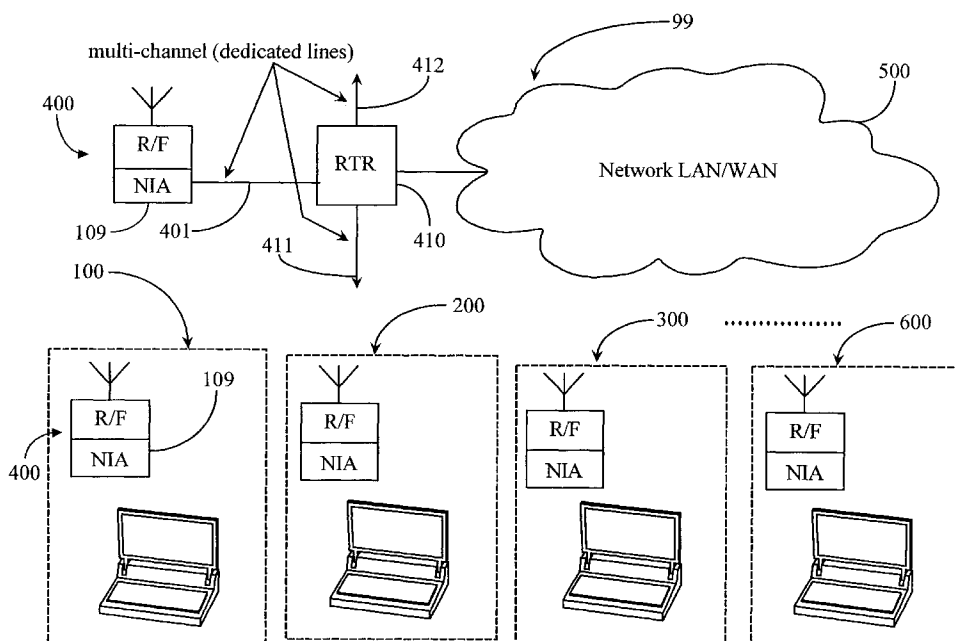 multi-channel (dedicated lines)
99
412
500
400
R/F
NIA
RTR
Network LAN/WAN
109
401
410
411
100
200
300
600
109
R/F
NIA
400
R/F
NIA
R/F
NIA
R/F
NIA